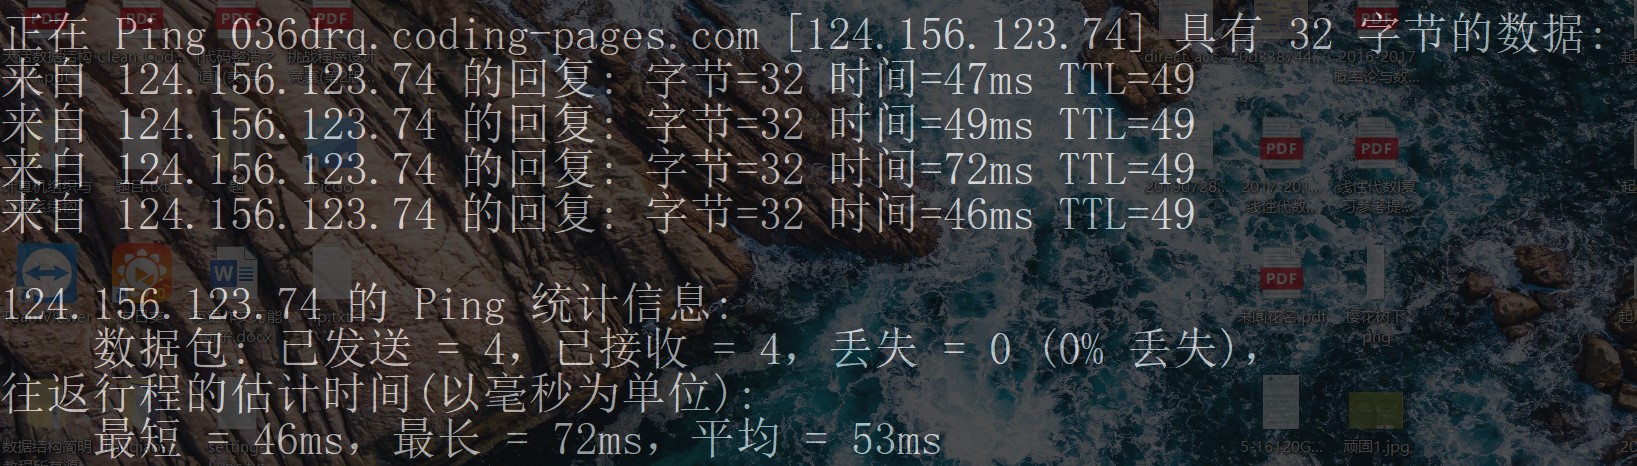 正在 Ping 036drq.coding-pages.com [124.156.123.74] 具有 32 字节的数据:
来自 124.156.123.74 的回复: 字节=32 时间=47ms TTL=49
来自 124.156.123.74 的回复: 字节=32 时间=49ms TTL=49
来自 124.156.123.74 的回复: 字节=32 时间=72ms TTL=49
来自 124.156.123.74 的回复: 字节=32 时间=46ms TTL=49
124.156.123.74 的 Ping 统计信息:
数据包: 已发送 = 4，已接收 = 4，丢失 = 0 (0% 丢失)，
往返行程的估计时间(以毫秒为单位):
最短 = 46ms，最长 = 72ms，平均 = 53ms